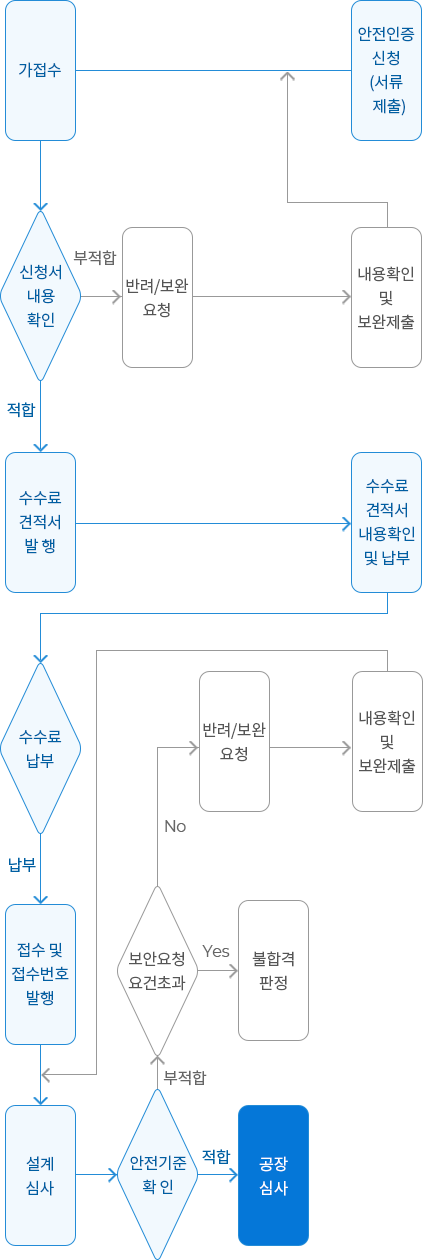 가접수
안전인증
신청
(서류
제출)
신청서
내용
확인
부적합
반려/보완
요청
내용확인
및
보완제출
적합
수수료
견적서
발 행
수수료
견적서
내용확인
및 납부
수수료
납부
반려/보완
요청
내용확인
및
보완제출
No
납부
접수 및
접수번호
발행
보안요청
요건초과
Yes
불합격
판정
부적합
설계
심사
안전기준
확 인
적합
공장
심사